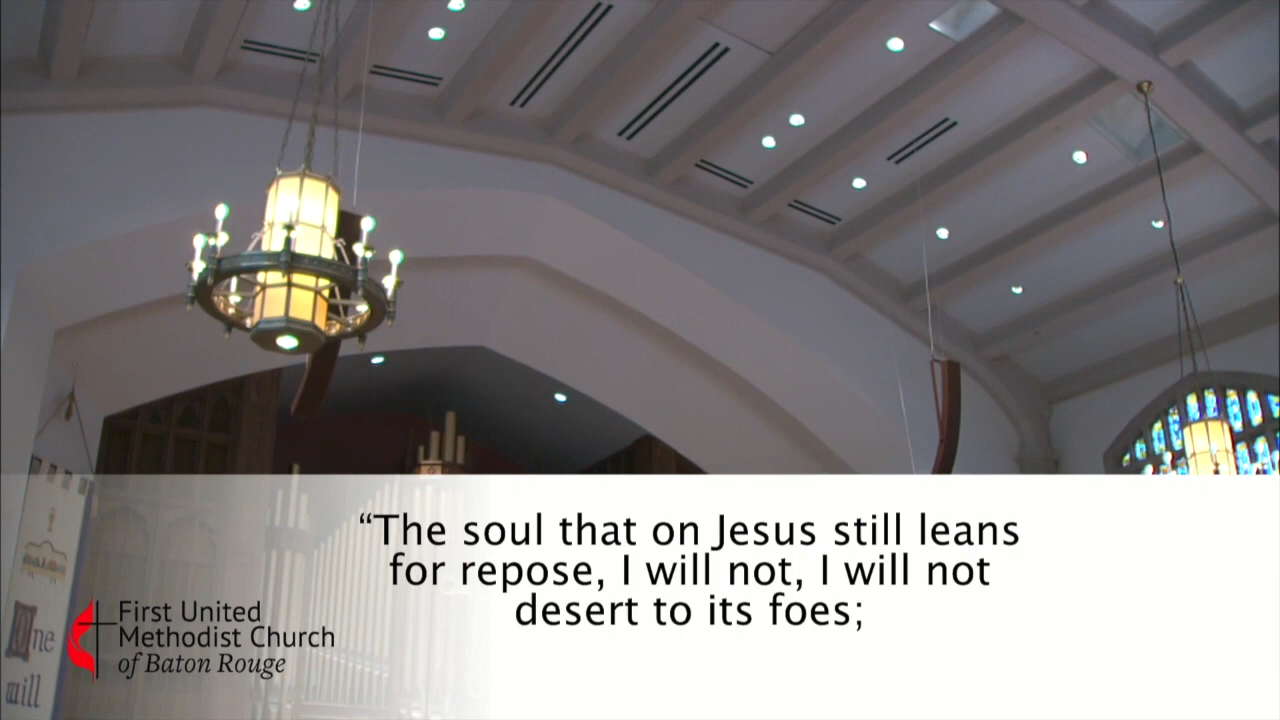 “The soul that on Jesus still leans
for repose, I will not, I will not
desert to its foes;
First United
Methodist Church
of Baton Rouge
One
will